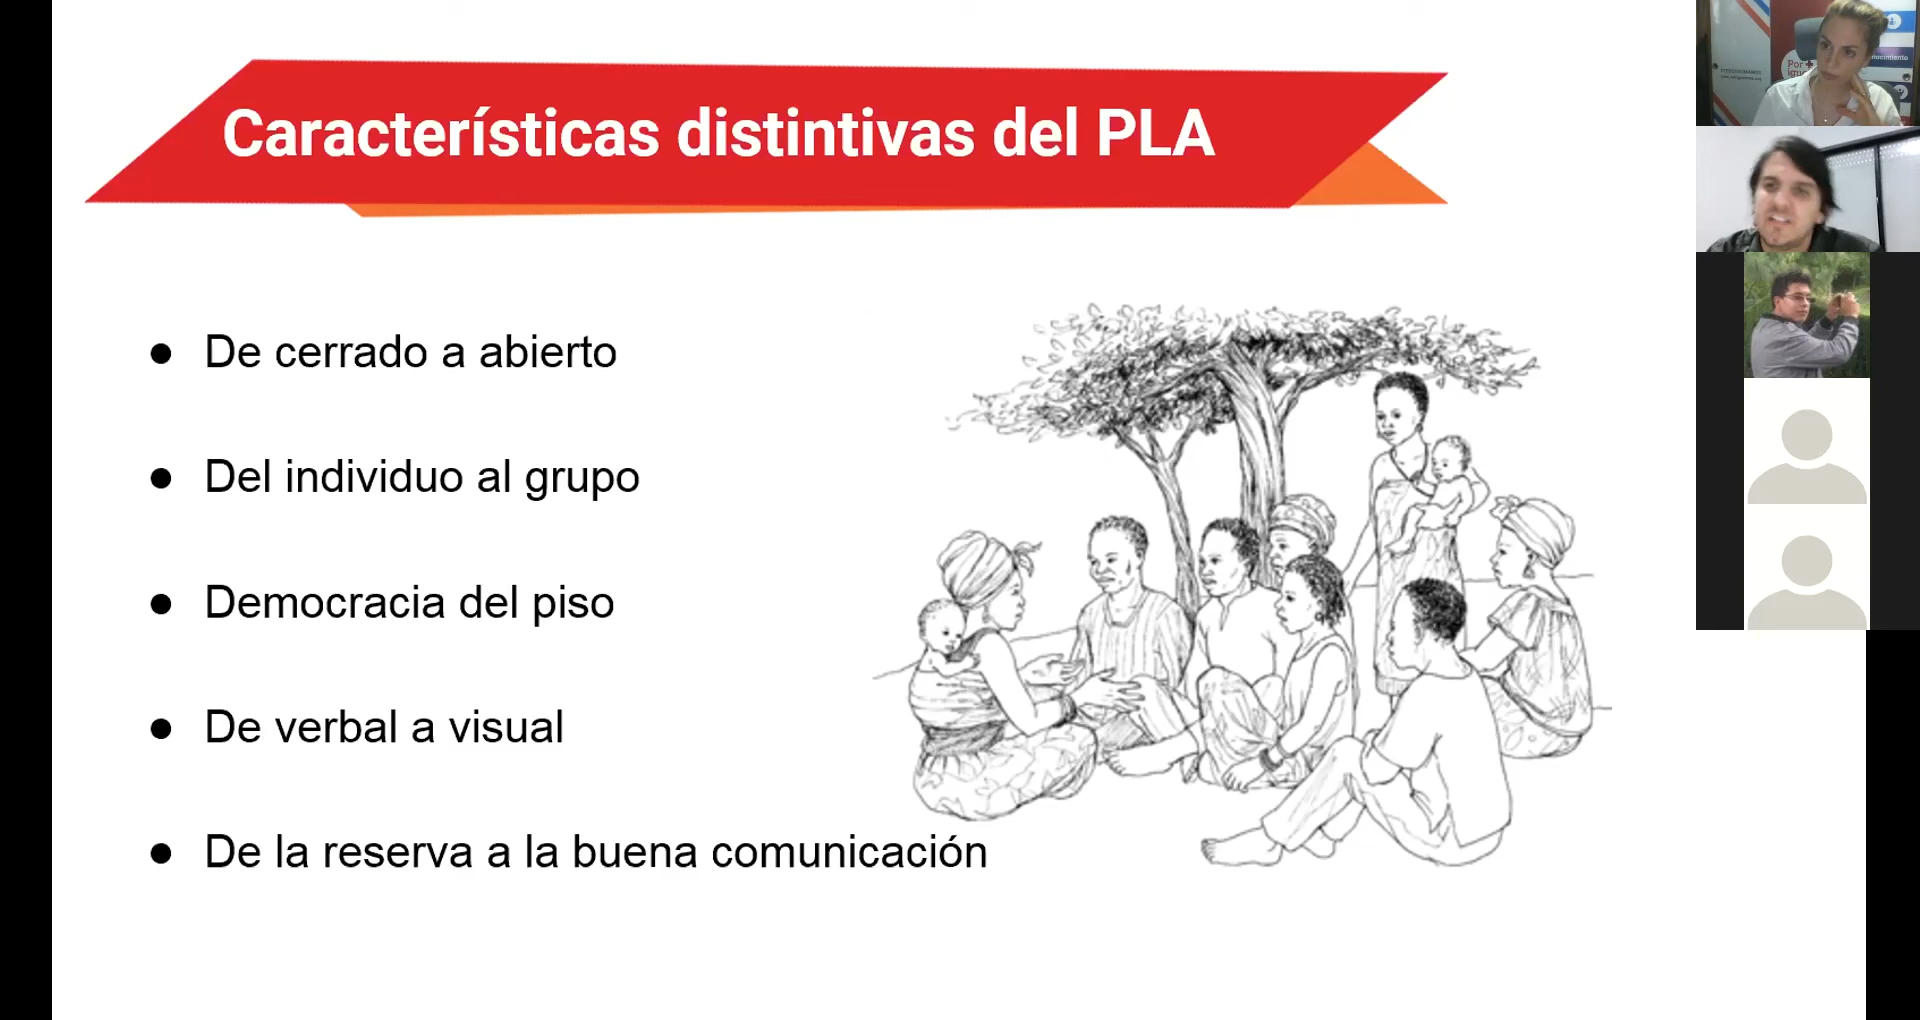 Características distintivas del PLA
● De cerrado a abierto
● Del individuo al grupo
● Democracia del piso
● De verbal a visual
● De la reserva a la buena comunicación
Por